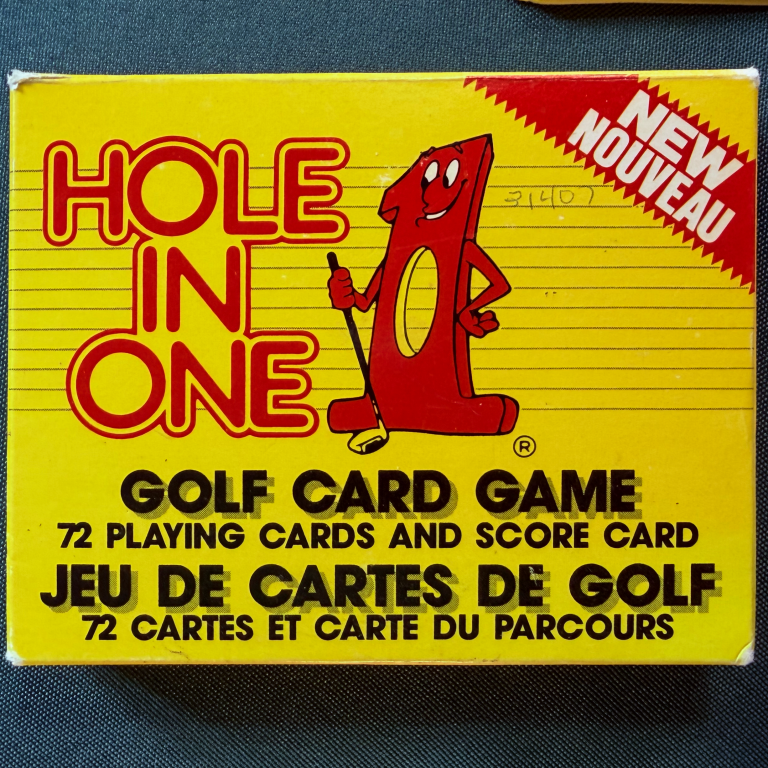 HOLE
IN
ONE
NEW
NOUVEAU
31407
®
GOLF CARD GAME
72 PLAYING CARDS AND SCORE CARD
JEU DE CARTES DE GOLF
72 CARTES ET CARTE DU PARCOURS